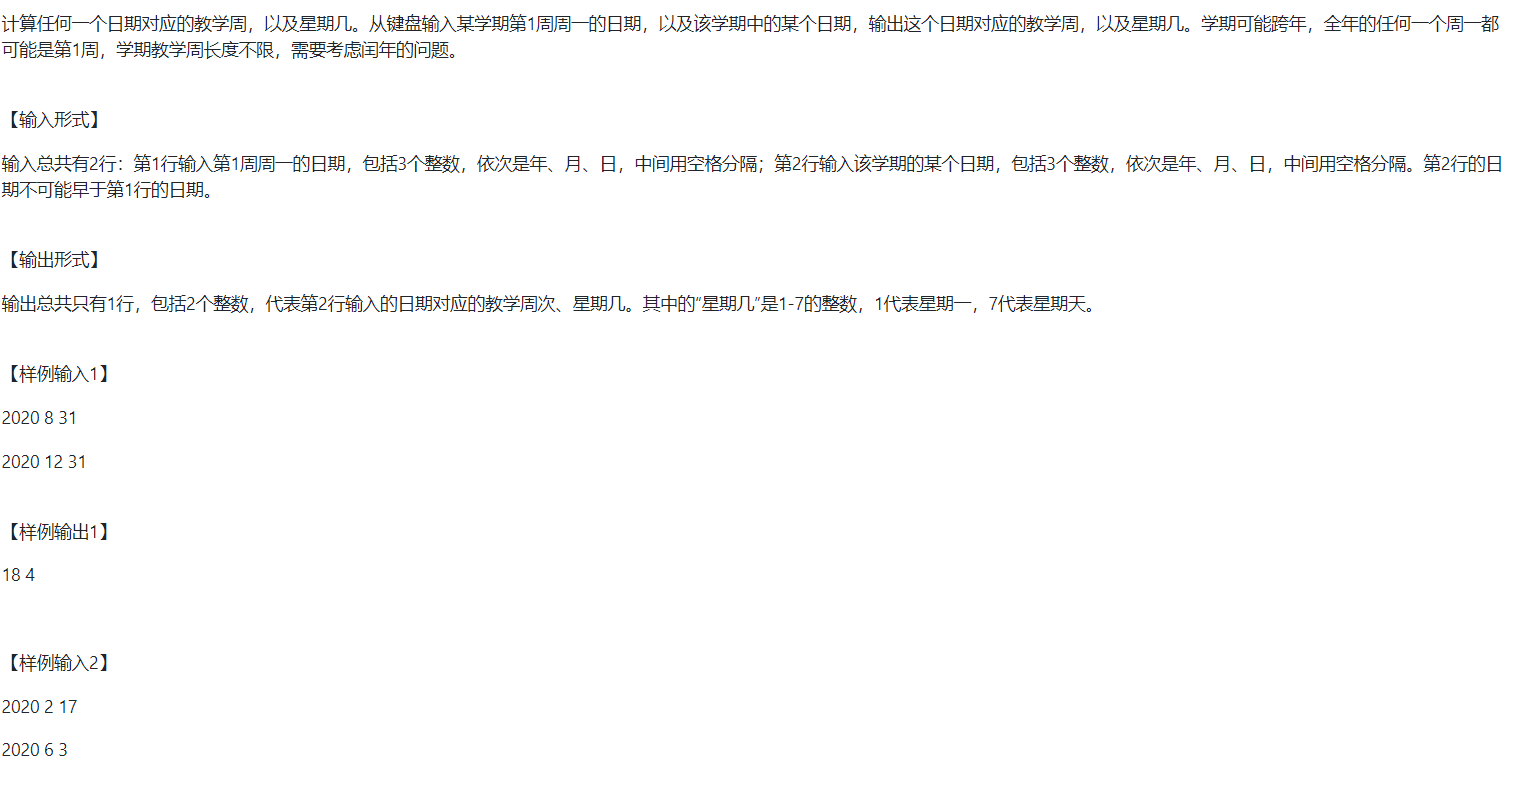 计算任何一个日期对应的教学周，以及星期几。从键盘输入某学期第1周周一的日期，以及该学期中的某个日期，输出这个日期对应的教学周，以及星期几。学期可能跨年，全年的任何一个周一都
可能是第1周，学期教学周长度不限，需要考虑闰年的问题。
【输入形式】
输入总共有2行：第1行输入第1周周一的日期，包括3个整数，依次是年、月、日，中间用空格分隔；第2行输入该学期的某个日期，包括3个整数，依次是年、月、日，中间用空格分隔。第2行的日
期不可能早于第1行的日期。
【输出形式】
输出总共只有1行，包括2个整数，代表第2行输入的日期对应的教学周次、星期几。其中的“星期几”是1-7的整数，1代表星期一，7代表星期天。
【样例输入1】
2020 8 31
2020 12 31
【样例输出1】
18 4
【样例输入2】
2020 2 17
2020 6 3